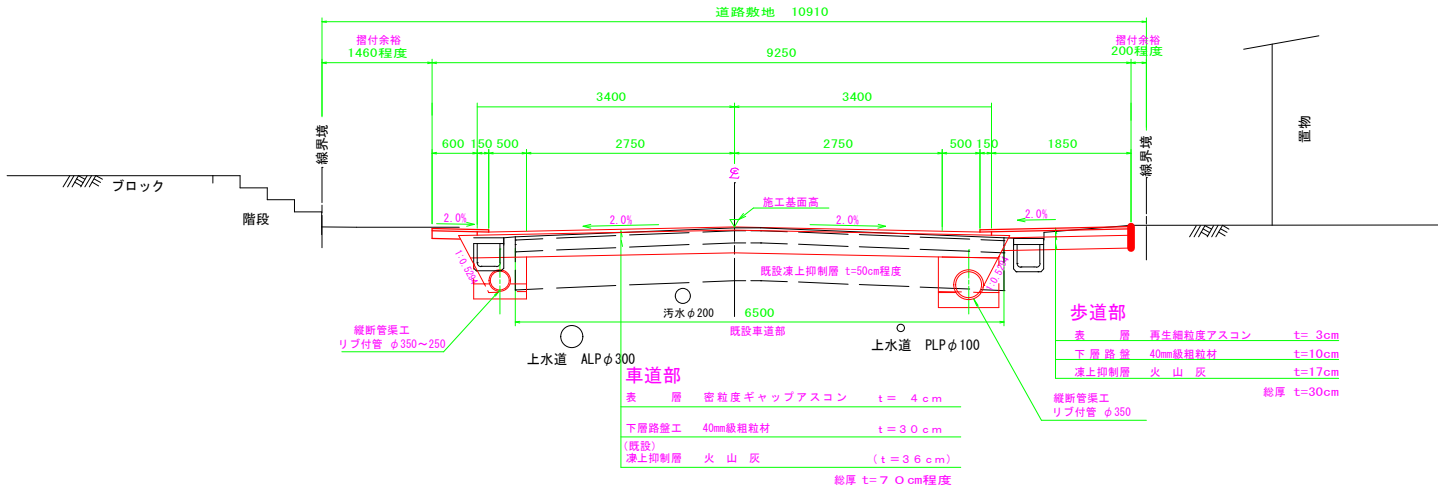 道路敷地 10910
摺付余裕
1460程度
9250
摺付余裕
200程度
3400
3400
線界境
600
150
500
2750
2750
500
150
1850
線界境
置物
ブロック
階段
CL
施工基面高
2.0%
2.0%
2.0%
2.0%
1:0.5294
1:0.5294
既設凍上抑制層 t=50cm程度
汚水φ200
6500
既設車道部
縦断管渠工
リブ付管 φ350～250
上水道 ALPφ300
上水道 PLPφ100
車道部
表層 密粒度ギャップアスコン t= 4cm
下層路盤工 40mm級粗粒材 t=30cm
(既設)
凍上抑制層 火山灰 (t=36cm)
総厚 t=70cm程度
歩道部
表層 再生細粒度アスコン t= 3cm
下層路盤 40mm級粗粒材 t=10cm
凍上抑制層 火山灰 t=17cm
総厚 t=30cm
縦断管渠工
リブ付管 φ350